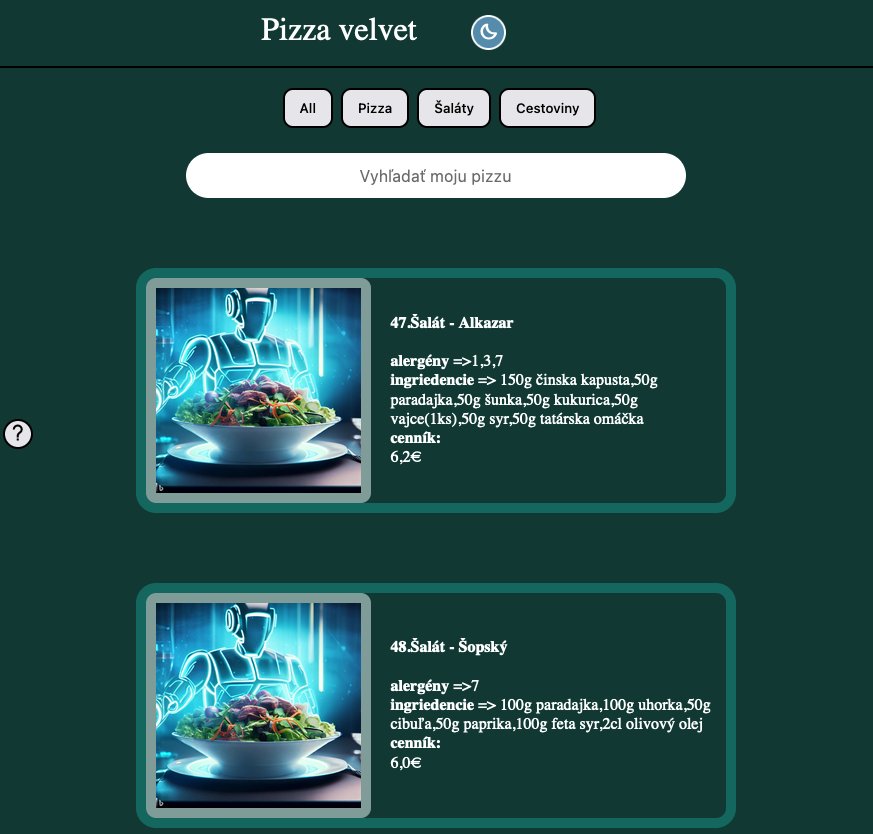 Pizza velvet
All
Pizza
Šaláty
Cestoviny
Vyhľadať moju pizzu
47.Šalát - Alkazar
alergény =>1,3,7
ingriedencie => 150g činska kapusta,50g
paradajka,50g šunka,50g kukurica,50g
vajce(1ks),50g syr,50g tatárska omáčka
cenník:
6,2€
?
48.Šalát - Šopský
alergény =>7
ingriedencie => 100g paradajka,100g uhorka,50g
cibuľa,50g paprika,100g feta syr,2cl olivový olej
cenník:
6,0€